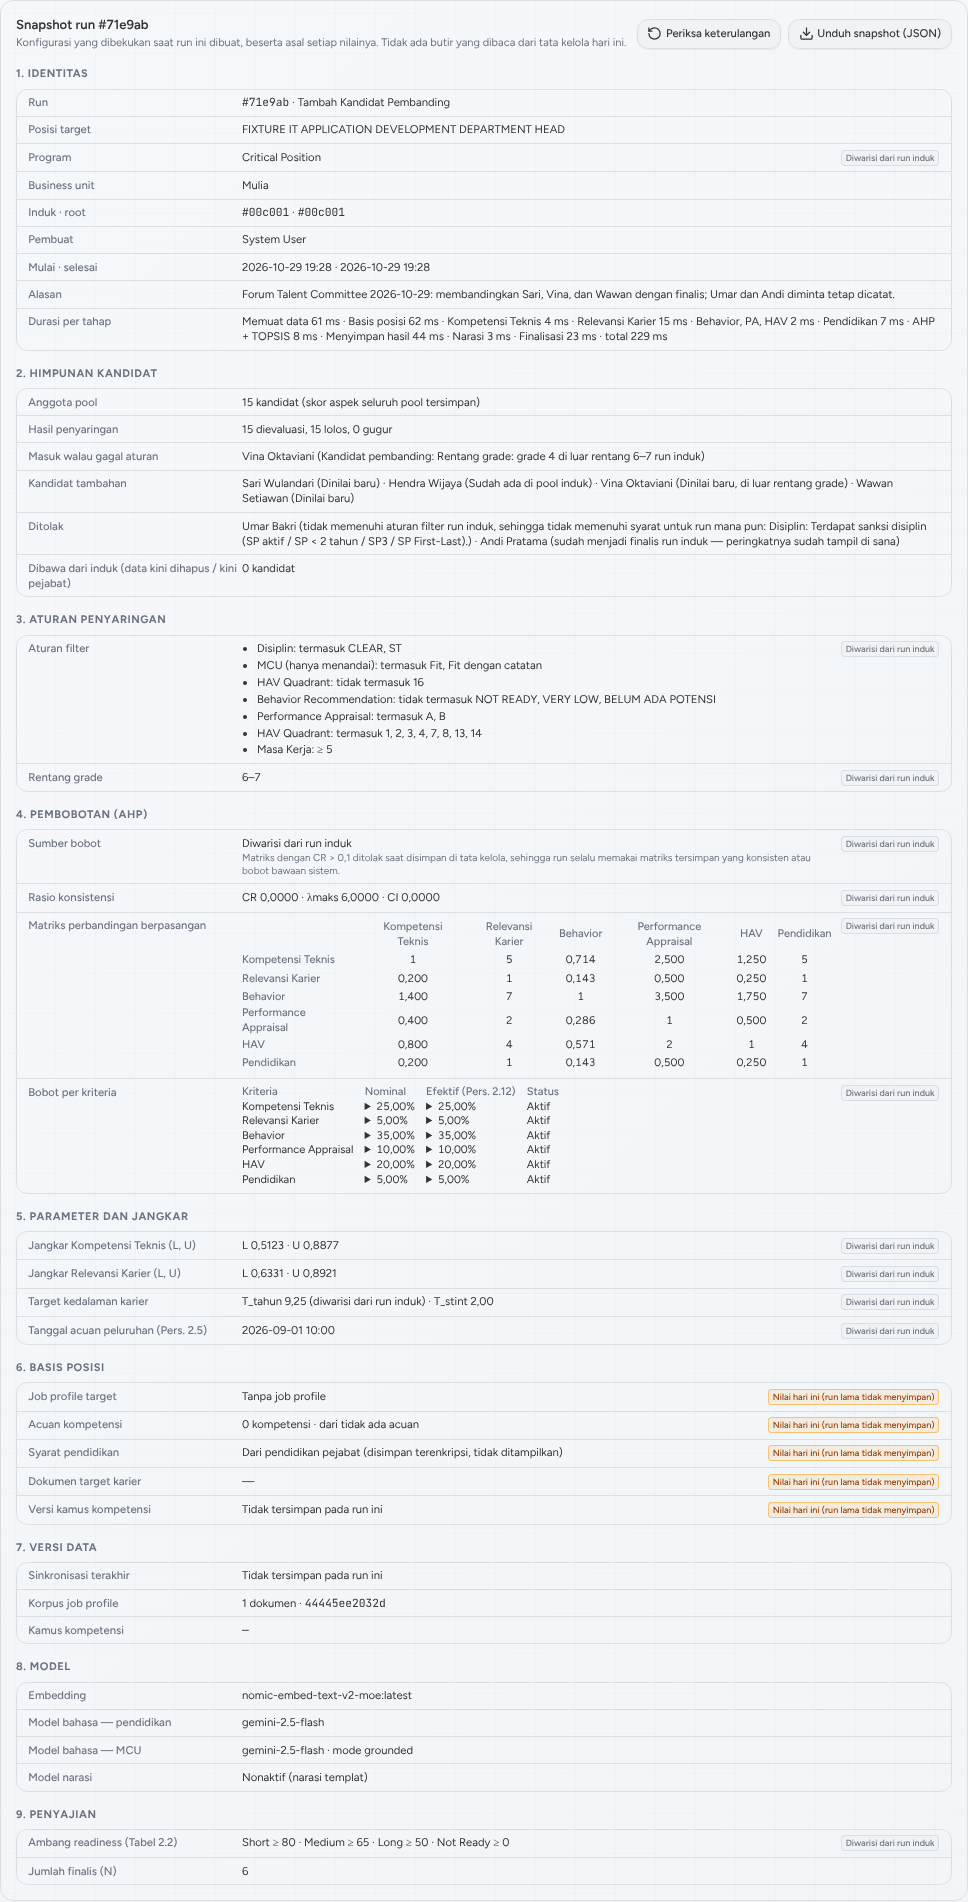 Snapshot run #71e9ab
Konfigurasi yang dibekukan saat run ini dibuat, beserta asal setiap nilainya. Tidak ada butir yang dibaca dari tata kelola hari ini.
Periksa keterulangan
Unduh snapshot (JSON)
1. IDENTITAS
Run #71e9ab · Tambah Kandidat Pembanding
Posisi target FIXTURE IT APPLICATION DEVELOPMENT DEPARTMENT HEAD
Program Critical Position Diwarisi dari run induk
Business unit Mulia
Induk · root #00c001 · #00c001
Pembuat System User
Mulai · selesai 2026-10-29 19:28 · 2026-10-29 19:28
Alasan Forum Talent Committee 2026-10-29: membandingkan Sari, Vina, dan Wawan dengan finalis; Umar dan Andi diminta tetap dicatat.
Durasi per tahap Memuat data 61 ms · Basis posisi 62 ms · Kompetensi Teknis 4 ms · Relevansi Karier 15 ms · Behavior, PA, HAV 2 ms · Pendidikan 7 ms · AHP
+ TOPSIS 8 ms · Menyimpan hasil 44 ms · Narasi 3 ms · Finalisasi 23 ms · total 229 ms
2. HIMPUNAN KANDIDAT
Anggota pool 15 kandidat (skor aspek seluruh pool tersimpan)
Hasil penyaringan 15 dievaluasi, 15 lolos, 0 gugur
Masuk walau gagal aturan Vina Oktaviani (Kandidat pembanding: Rentang grade: grade 4 di luar rentang 6–7 run induk)
Kandidat tambahan Sari Wulandari (Dinilai baru) · Hendra Wijaya (Sudah ada di pool induk) · Vina Oktaviani (Dinilai baru, di luar rentang grade) · Wawan
Setiawan (Dinilai baru)
Ditolak Umar Bakri (tidak memenuhi aturan filter run induk, sehingga tidak memenuhi syarat untuk run mana pun: Disiplin: Terdapat sanksi disiplin
(SP aktif / SP < 2 tahun / SP3 / SP First-Last).) · Andi Pratama (sudah menjadi finalis run induk — peringkatnya sudah tampil di sana)
Dibawa dari induk (data kini dihapus / kini 0 kandidat
pejabat)
3. ATURAN PENYARINGAN
Aturan filter • Disiplin: termasuk CLEAR, ST Diwarisi dari run induk
• MCU (hanya menandai): termasuk Fit, Fit dengan catatan
• HAV Quadrant: tidak termasuk 16
• Behavior Recommendation: tidak termasuk NOT READY, VERY LOW, BELUM ADA POTENSI
• Performance Appraisal: termasuk A, B
• HAV Quadrant: termasuk 1, 2, 3, 4, 7, 8, 13, 14
• Masa Kerja: ≥ 5
Rentang grade 6–7 Diwarisi dari run induk
4. PEMBOBOTAN (AHP)
Sumber bobot Diwarisi dari run induk Diwarisi dari run induk
Matriks dengan CR > 0,1 ditolak saat disimpan di tata kelola, sehingga run selalu memakai matriks tersimpan yang konsisten atau
bobot bawaan sistem.
Rasio konsistensi CR 0,0000 · λmaks 6,0000 · CI 0,0000 Diwarisi dari run induk
Matriks perbandingan berpasangan Kompetensi Teknis Relevansi Karier Behavior Performance Appraisal HAV Pendidikan Diwarisi dari run induk
Kompetensi Teknis 1 5 0,714 2,500 1,250 5
Relevansi Karier 0,200 1 0,143 0,500 0,250 1
Behavior 1,400 7 1 3,500 1,750 7
Performance Appraisal 0,400 2 0,286 1 0,500 2
HAV 0,800 4 0,571 2 1 4
Pendidikan 0,200 1 0,143 0,500 0,250 1
Bobot per kriteria Kriteria Nominal Efektif (Pers. 2.12) Status Diwarisi dari run induk
Kompetensi Teknis ▶ 25,00% ▶ 25,00% Aktif
Relevansi Karier ▶ 5,00% ▶ 5,00% Aktif
Behavior ▶ 35,00% ▶ 35,00% Aktif
Performance Appraisal ▶ 10,00% ▶ 10,00% Aktif
HAV ▶ 20,00% ▶ 20,00% Aktif
Pendidikan ▶ 5,00% ▶ 5,00% Aktif
5. PARAMETER DAN JANGKAR
Jangkar Kompetensi Teknis (L, U) L 0,5123 · U 0,8877 Diwarisi dari run induk
Jangkar Relevansi Karier (L, U) L 0,6331 · U 0,8921 Diwarisi dari run induk
Target kedalaman karier T_tahun 9,25 (diwarisi dari run induk) · T_stint 2,00 Diwarisi dari run induk
Tanggal acuan peluruhan (Pers. 2.5) 2026-09-01 10:00 Diwarisi dari run induk
6. BASIS POSISI
Job profile target Tanpa job profile Nilai hari ini (run lama tidak menyimpan)
Acuan kompetensi 0 kompetensi · dari tidak ada acuan Nilai hari ini (run lama tidak menyimpan)
Syarat pendidikan Dari pendidikan pejabat (disimpan terenkripsi, tidak ditampilkan) Nilai hari ini (run lama tidak menyimpan)
Dokumen target karier — Nilai hari ini (run lama tidak menyimpan)
Versi kamus kompetensi Tidak tersimpan pada run ini Nilai hari ini (run lama tidak menyimpan)
7. VERSI DATA
Sinkronisasi terakhir Tidak tersimpan pada run ini
Korpus job profile 1 dokumen · 44445ee2032d
Kamus kompetensi –
8. MODEL
Embedding nomic-embed-text-v2-moe:latest
Model bahasa — pendidikan gemini-2.5-flash
Model bahasa — MCU gemini-2.5-flash · mode grounded
Model narasi Nonaktif (narasi templat)
9. PENYAJIAN
Ambang readiness (Tabel 2.2) Short ≥ 80 · Medium ≥ 65 · Long ≥ 50 · Not Ready ≥ 0 Diwarisi dari run induk
Jumlah finalis (N) 6